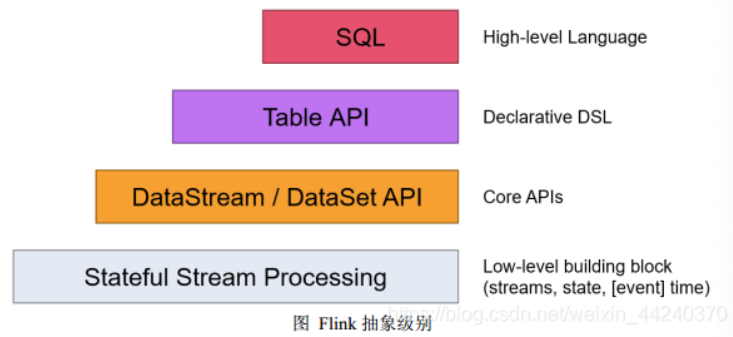 SQL
High-level Language
Table API
Declarative DSL
DataStream / DataSet API
Core APIs
Stateful Stream Processing
Low-level building block
(streams, state, [event] time)
图 Flink 抽象级别
https://blog.csdn.net/weixin_44240370